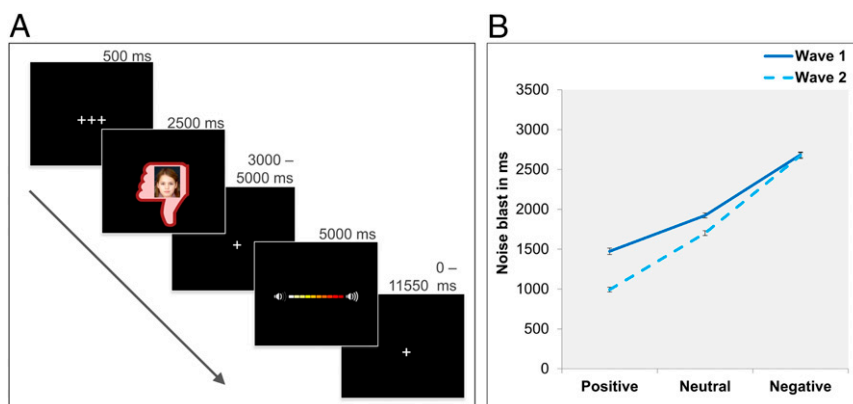 A
500 ms
+++
2500 ms
3000 –
5000 ms
+
5000 ms
0 –
11550 ms
+
B
Wave 1
Wave 2
3500
3000
2500
2000
1500
1000
500
0
Noise blast in ms
Positive Neutral Negative